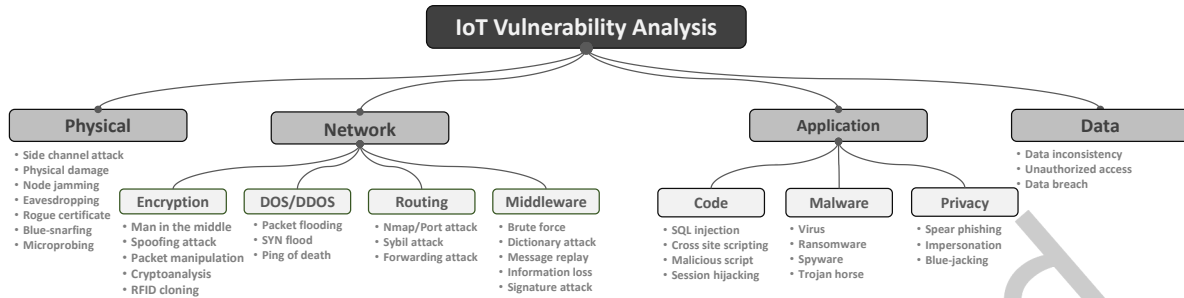 IoT Vulnerability Analysis
Physical
• Side channel attack
• Physical damage
• Node jamming
• Eavesdropping
• Rogue certificate
• Blue-snarfing
• Microprobing
Network
Encryption
• Man in the middle
• Spoofing attack
• Packet manipulation
• Cryptoanalysis
• RFID cloning
DOS/DDOS
• Packet flooding
• SYN flood
• Ping of death
Routing
• Nmap/Port attack
• Sybil attack
• Forwarding attack
Middleware
• Brute force
• Dictionary attack
• Message replay
• Information loss
• Signature attack
Application
Code
• SQL injection
• Cross site scripting
• Malicious script
• Session hijacking
Malware
• Virus
• Ransomware
• Spyware
• Trojan horse
Privacy
• Spear phishing
• Impersonation
• Blue-jacking
Data
• Data inconsistency
• Unauthorized access
• Data breach